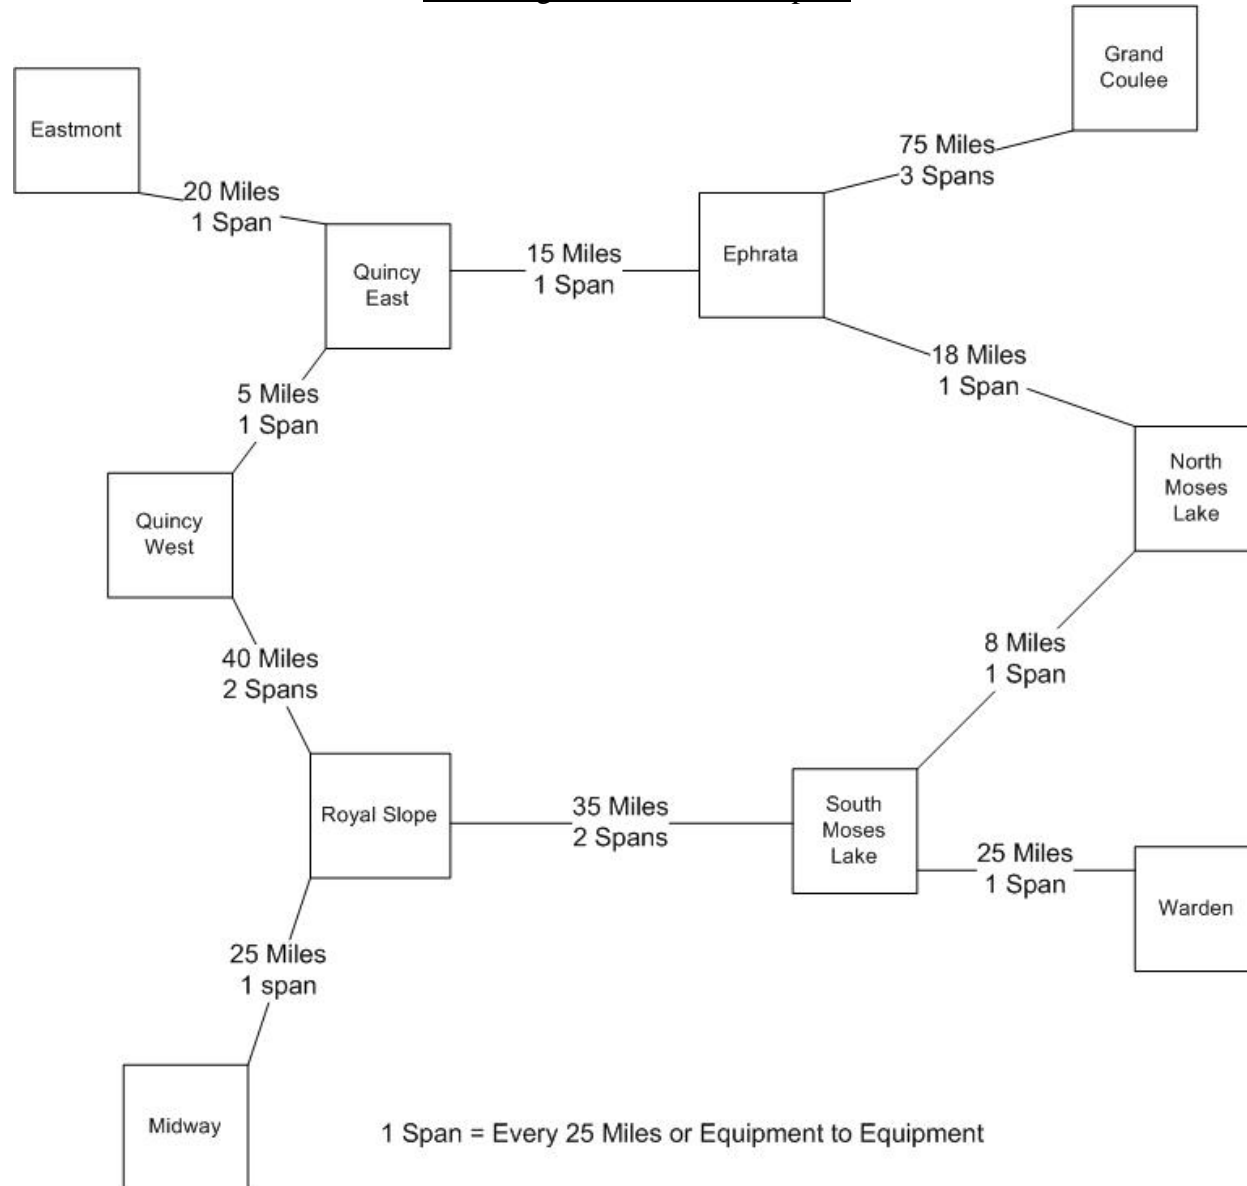 Grand
Coulee
Eastmont
75 Miles
3 Spans
20 Miles
1 Span
Quincy
East
15 Miles
1 Span
Ephrata
18 Miles
1 Span
5 Miles
1 Span
North
Moses
Lake
Quincy
West
8 Miles
1 Span
40 Miles
2 Spans
Royal Slope
35 Miles
2 Spans
South
Moses
Lake
25 Miles
1 Span
Warden
25 Miles
1 span
Midway
1 Span = Every 25 Miles or Equipment to Equipment